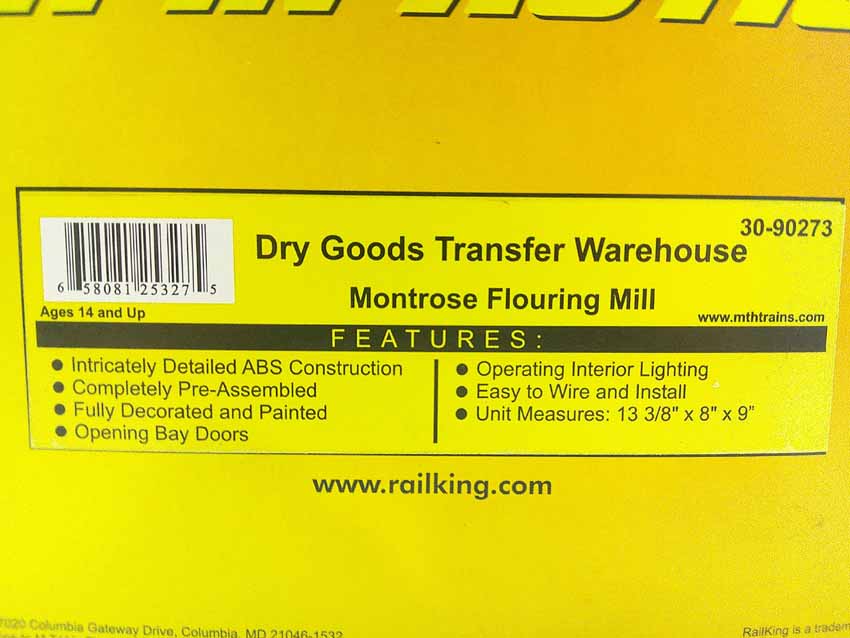 30-90273
Dry Goods Transfer Warehouse
6 58081 25327 5
Montrose Flouring Mill
Ages 14 and Up
www.mthtrains.com
FEATURES:
● Intricately Detailed ABS Construction
● Completely Pre-Assembled
● Fully Decorated and Painted
● Opening Bay Doors
● Operating Interior Lighting
● Easy to Wire and Install
● Unit Measures: 13 3/8" x 8" x 9"
www.railking.com
7020 Columbia Gateway Drive, Columbia, MD 21046-1532
RailKing is a